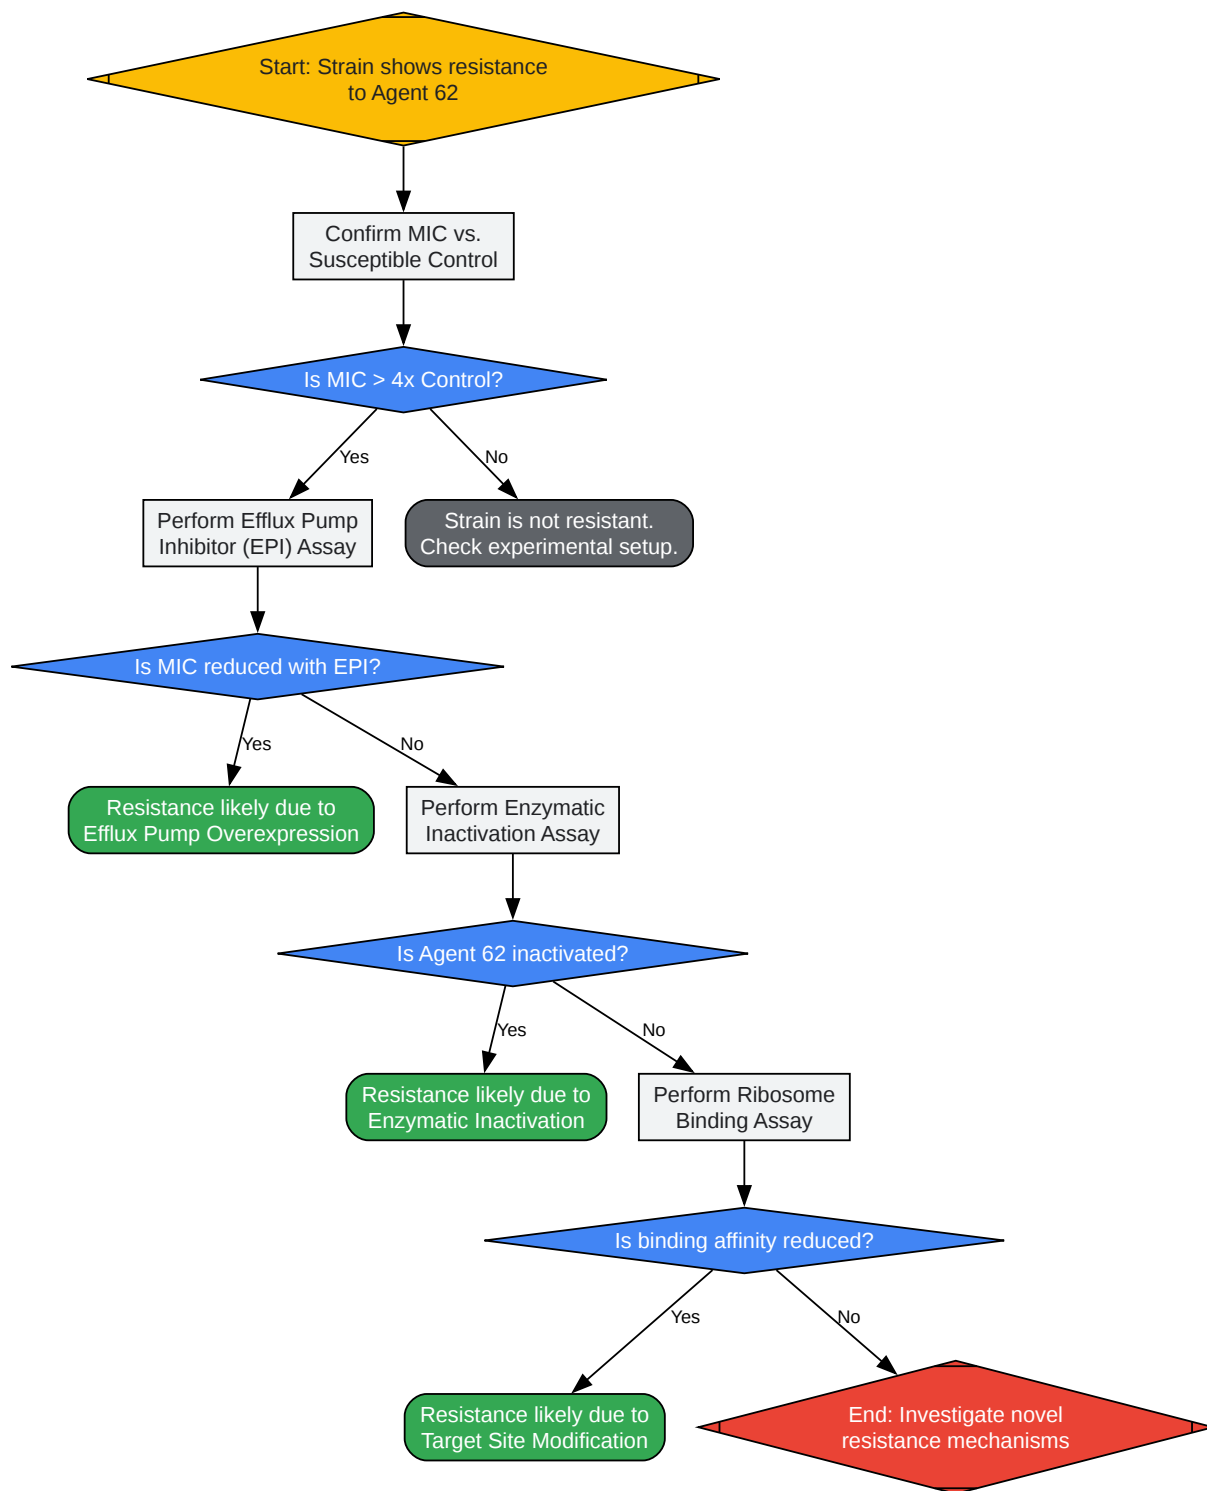 Start: Strain shows resistance
to Agent 62
Confirm MIC vs.
Susceptible Control
Is MIC > 4x Control?
Yes
No
Perform Efflux Pump
Inhibitor (EPI) Assay
Strain is not resistant.
Check experimental setup.
Is MIC reduced with EPI?
Yes
No
Resistance likely due to
Efflux Pump Overexpression
Perform Enzymatic
Inactivation Assay
Is Agent 62 inactivated?
Yes
No
Resistance likely due to
Enzymatic Inactivation
Perform Ribosome
Binding Assay
Is binding affinity reduced?
Yes
No
Resistance likely due to
Target Site Modification
End: Investigate novel
resistance mechanisms